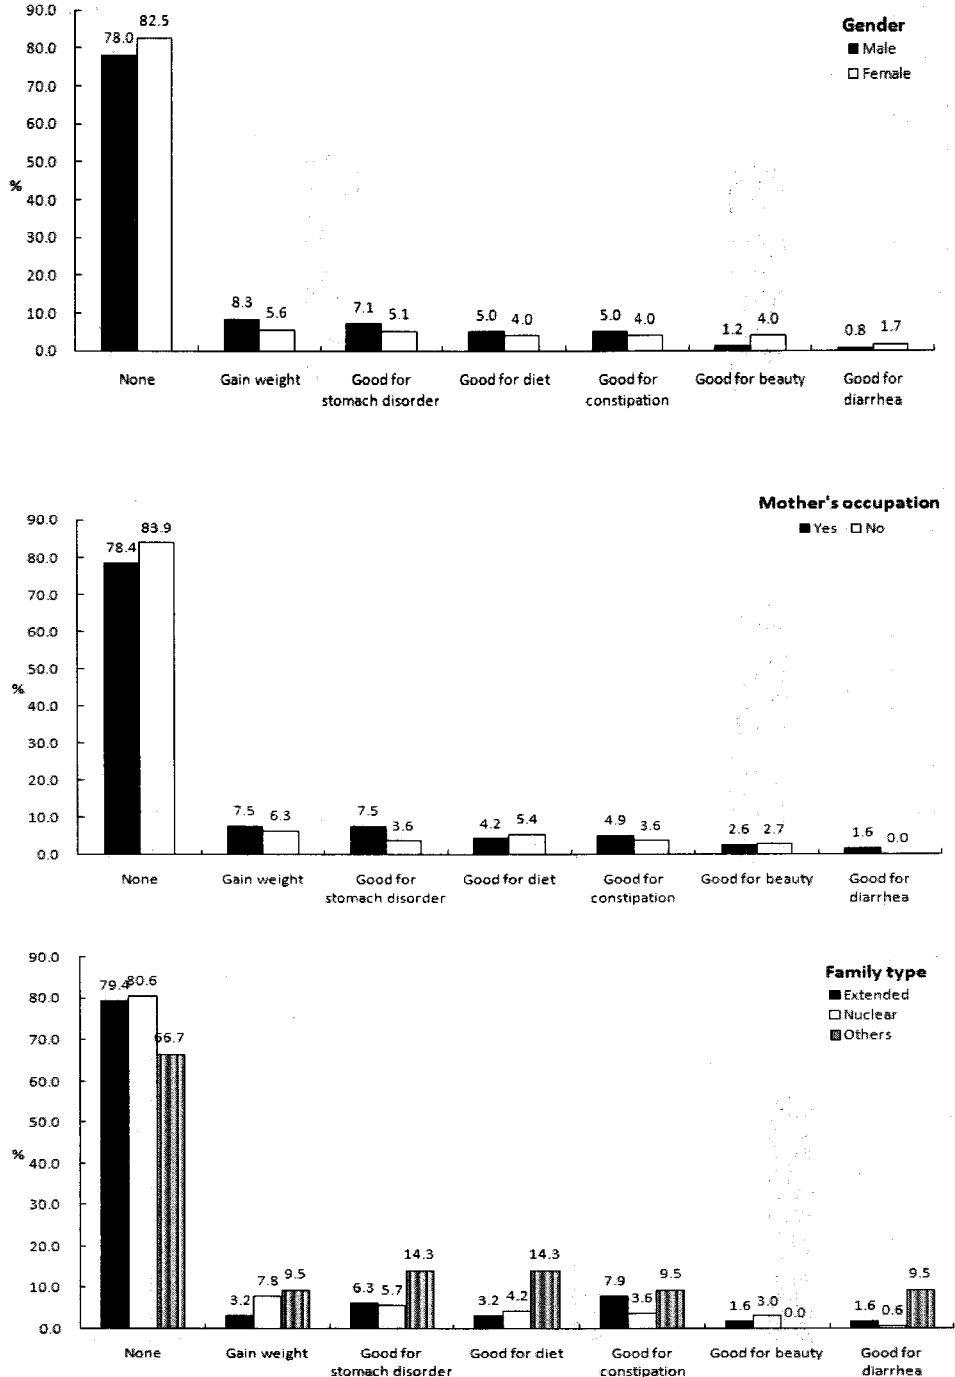 Gender
Male
Female
90.0
80.0
70.0
60.0
50.0
40.0
30.0
20.0
10.0
0.0
%
78.0 82.5
8.3 5.6
7.1 5.1
5.0 4.0
5.0 4.0
1.2 4.0
0.8 1.7
None Gain weight Good for Good for diet Good for Good for beauty Good for
stomach disorder constipation diarrhea
Mother's occupation
Yes No
90.0
80.0
70.0
60.0
50.0
40.0
30.0
20.0
10.0
0.0
%
78.4 83.9
7.5 6.3
7.5 3.6
4.2 5.4
4.9 3.6
2.6 2.7
1.6 0.0
None Gain weight Good for Good for diet Good for Good for beauty Good for
stomach disorder constipation diarrhea
Family type
Extended
Nuclear
Others
90.0
80.0
70.0
60.0
50.0
40.0
30.0
20.0
10.0
0.0
%
79.4 80.6 66.7
3.2 7.8 9.5
6.3 5.7 14.3
3.2 4.2 14.3
7.9 3.6 9.5
1.6 3.0 0.0
1.6 0.6 9.5
None Gain weight Good for Good for diet Good for Good for beauty Good for
stomach disorder constipation diarrhea